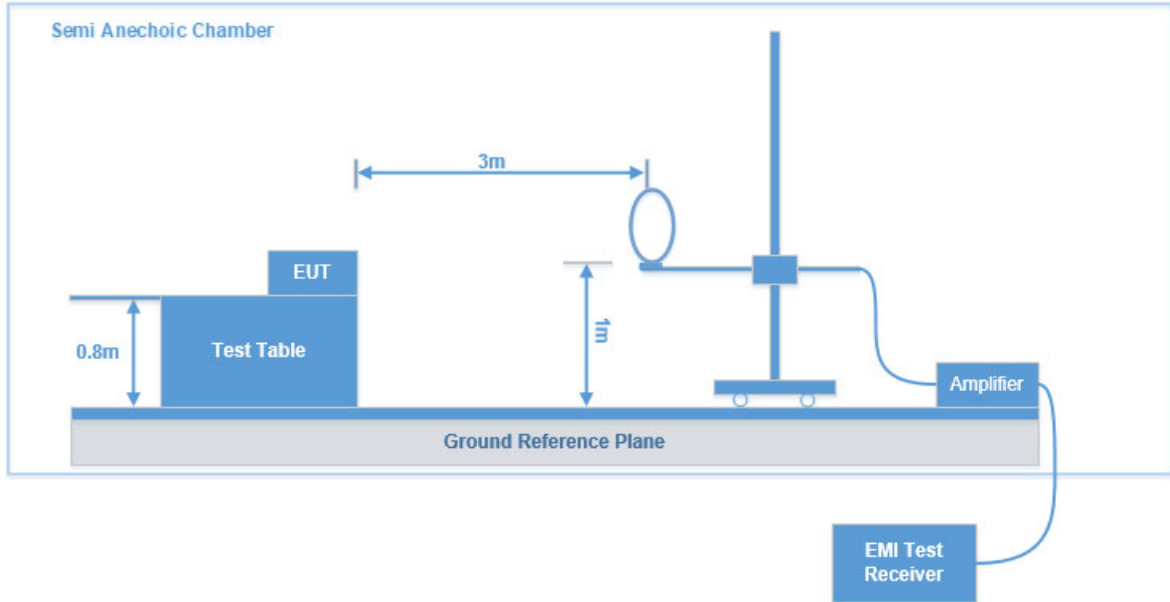 Semi Anechoic Chamber
3m
EUT
1m
0.8m
Test Table
Amplifier
Ground Reference Plane
EMI Test
Receiver